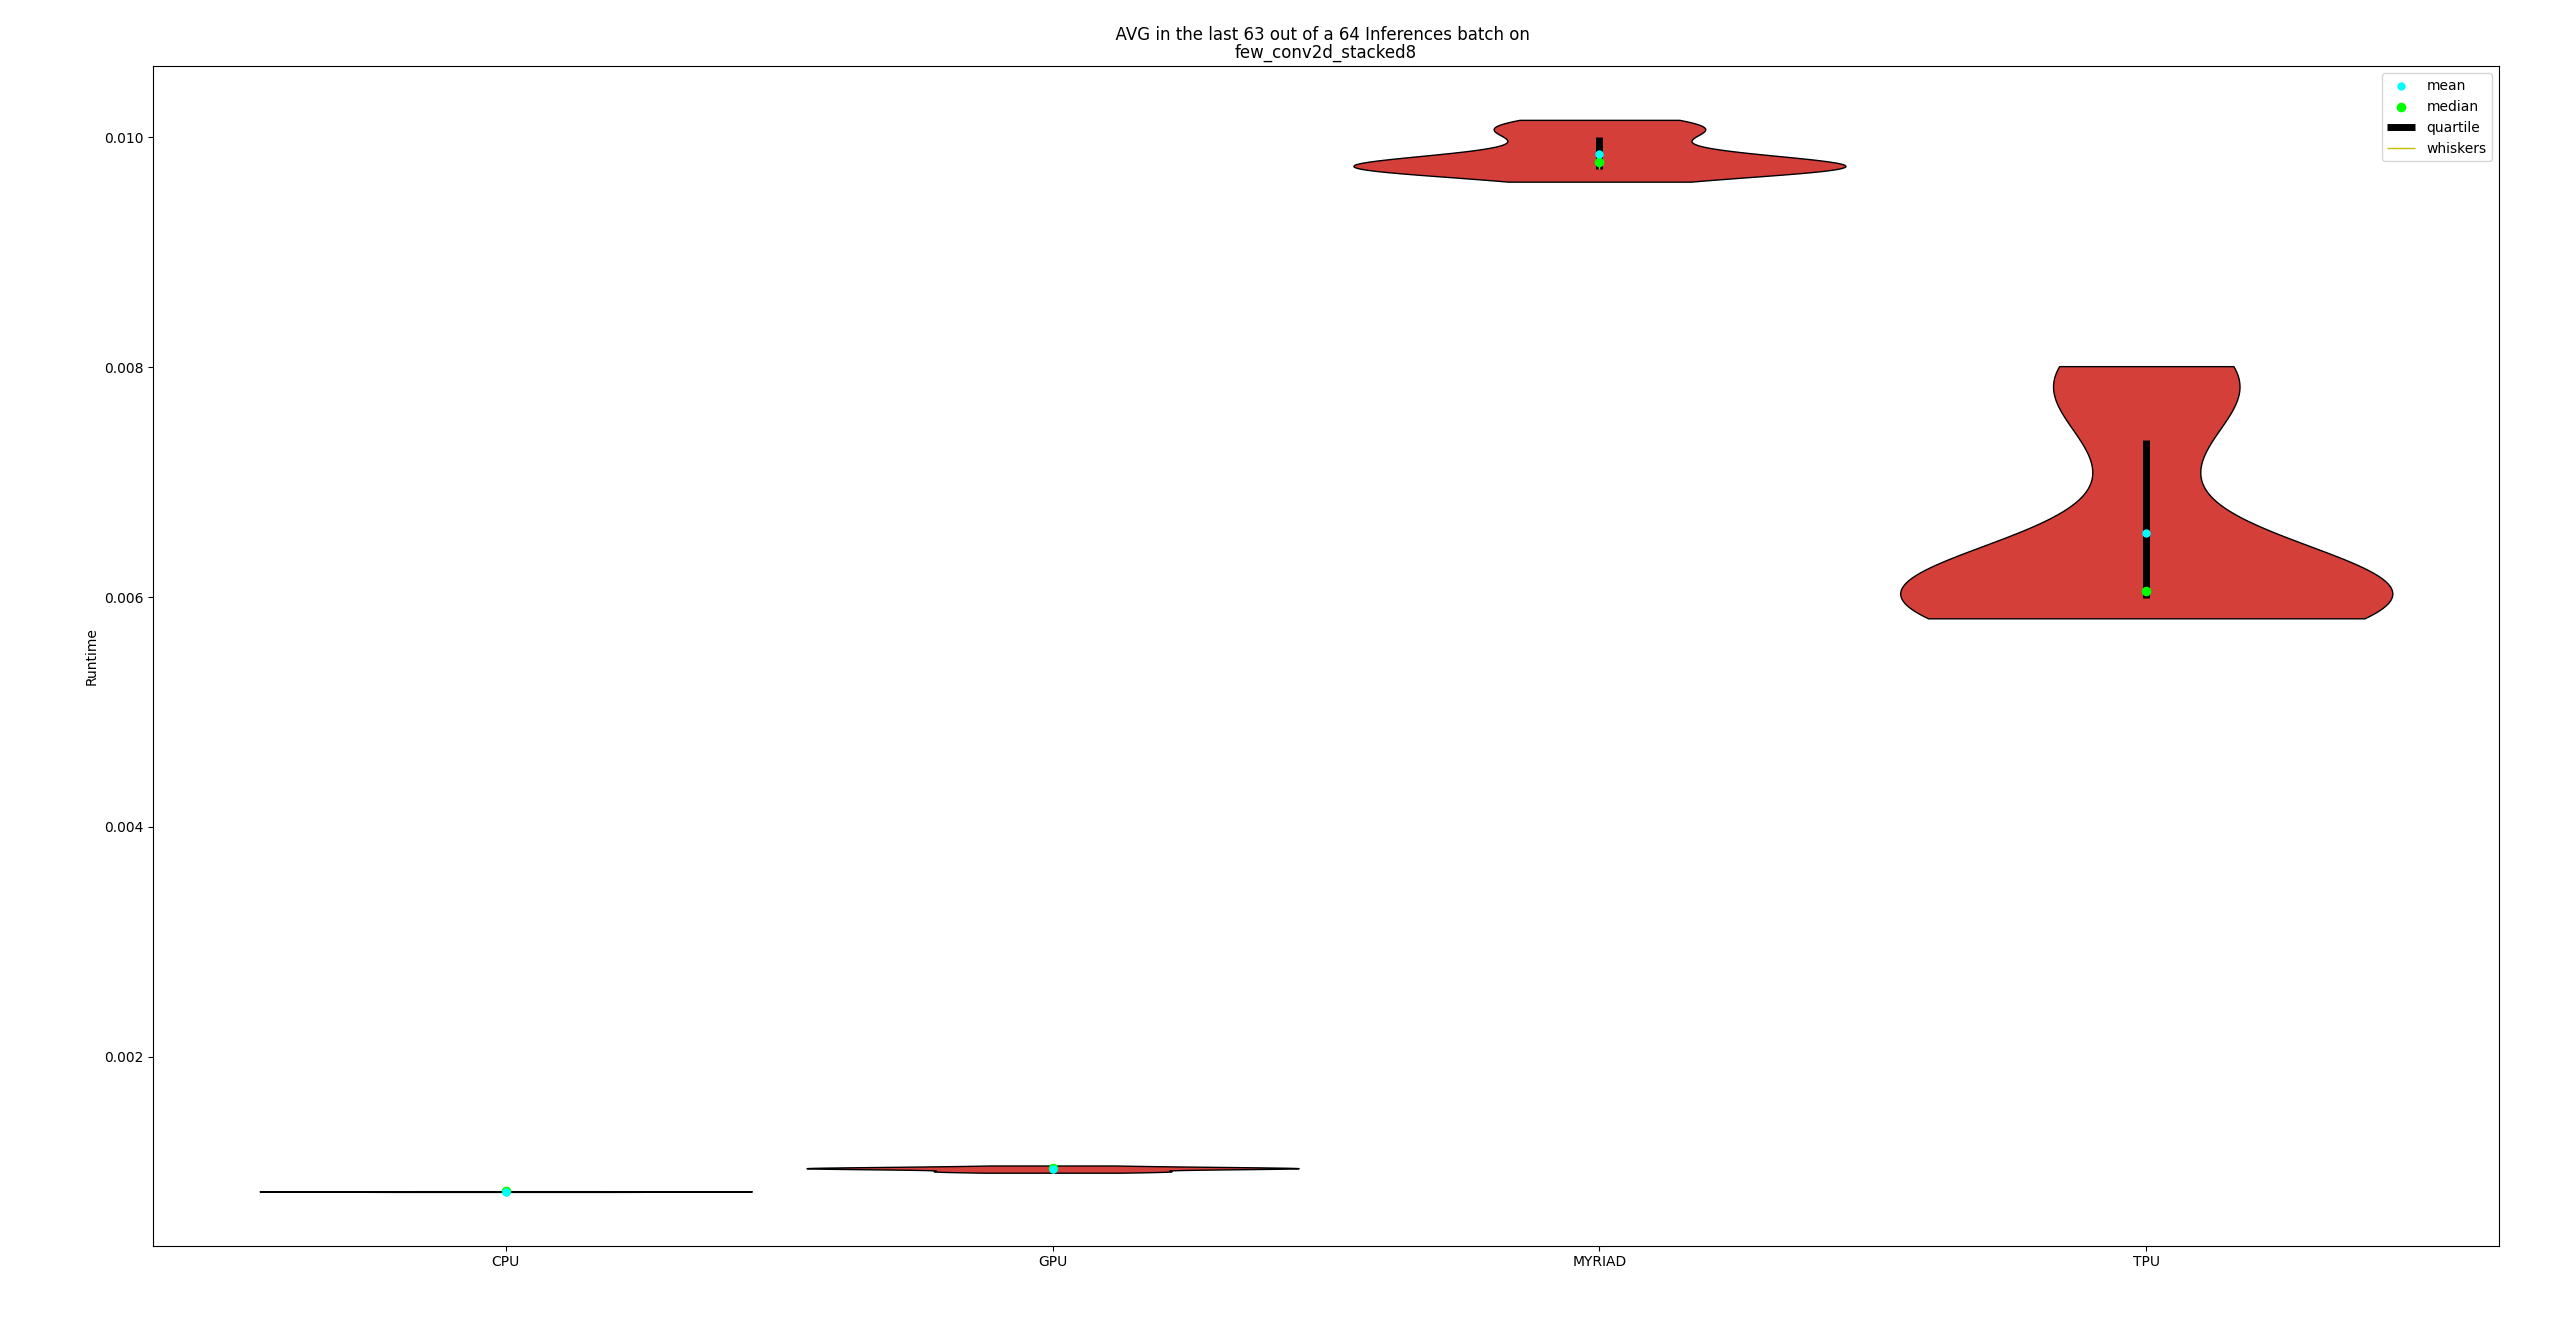 AVG in the last 63 out of a 64 Inferences batch on
few_conv2d_stacked8
mean
median
quartile
whiskers
0.010
0.008
0.006
0.004
0.002
Runtime
CPU
GPU
MYRIAD
TPU